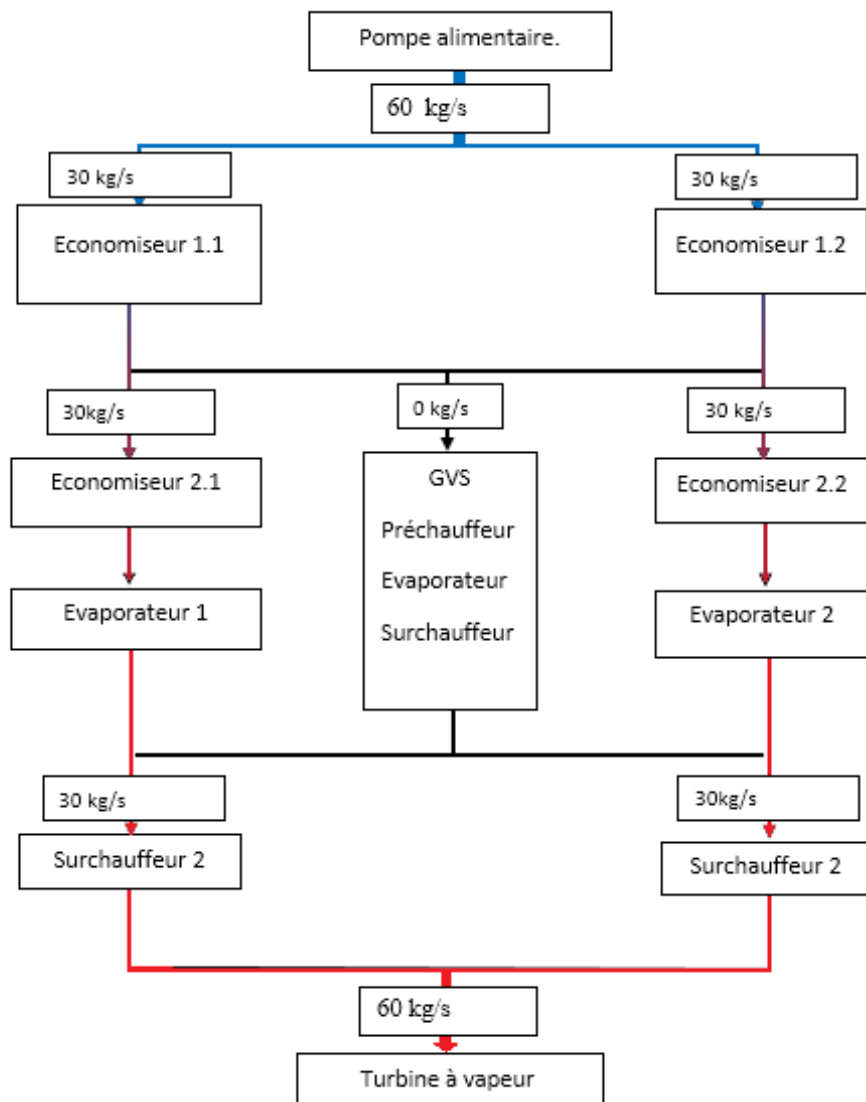 Pompe alimentaire.
60 kg/s
30 kg/s
30 kg/s
Economiseur 1.1
Economiseur 1.2
30kg/s
0 kg/s
30 kg/s
Economiseur 2.1
GVS
Economiseur 2.2
Préchauffeur
Evaporateur
Evaporateur 1
Evaporateur 2
Surchauffeur
30 kg/s
30kg/s
Surchauffeur 2
Surchauffeur 2
60 kg/s
Turbine à vapeur